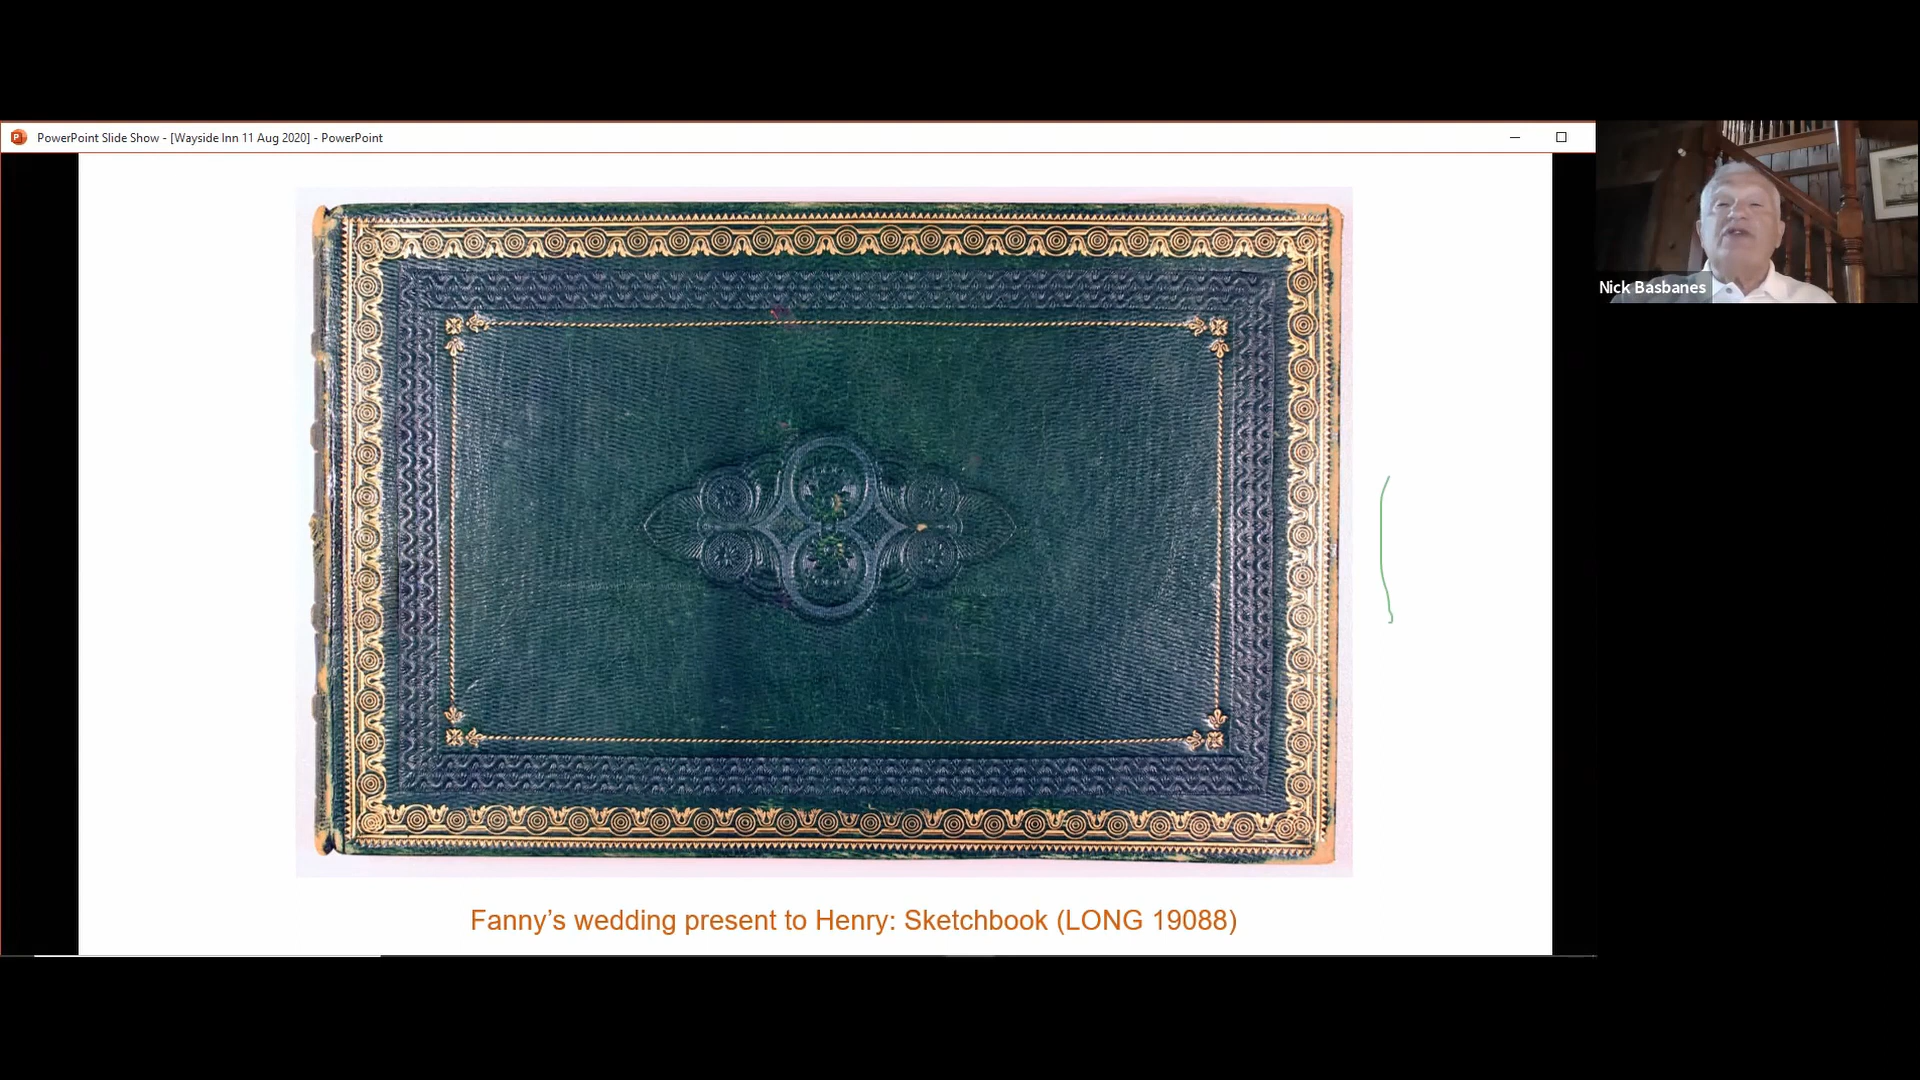 PowerPoint Slide Show - [Wayside Inn 11 Aug 2020] - PowerPoint
Nick Basbanes
Fanny’s wedding present to Henry: Sketchbook (LONG 19088)